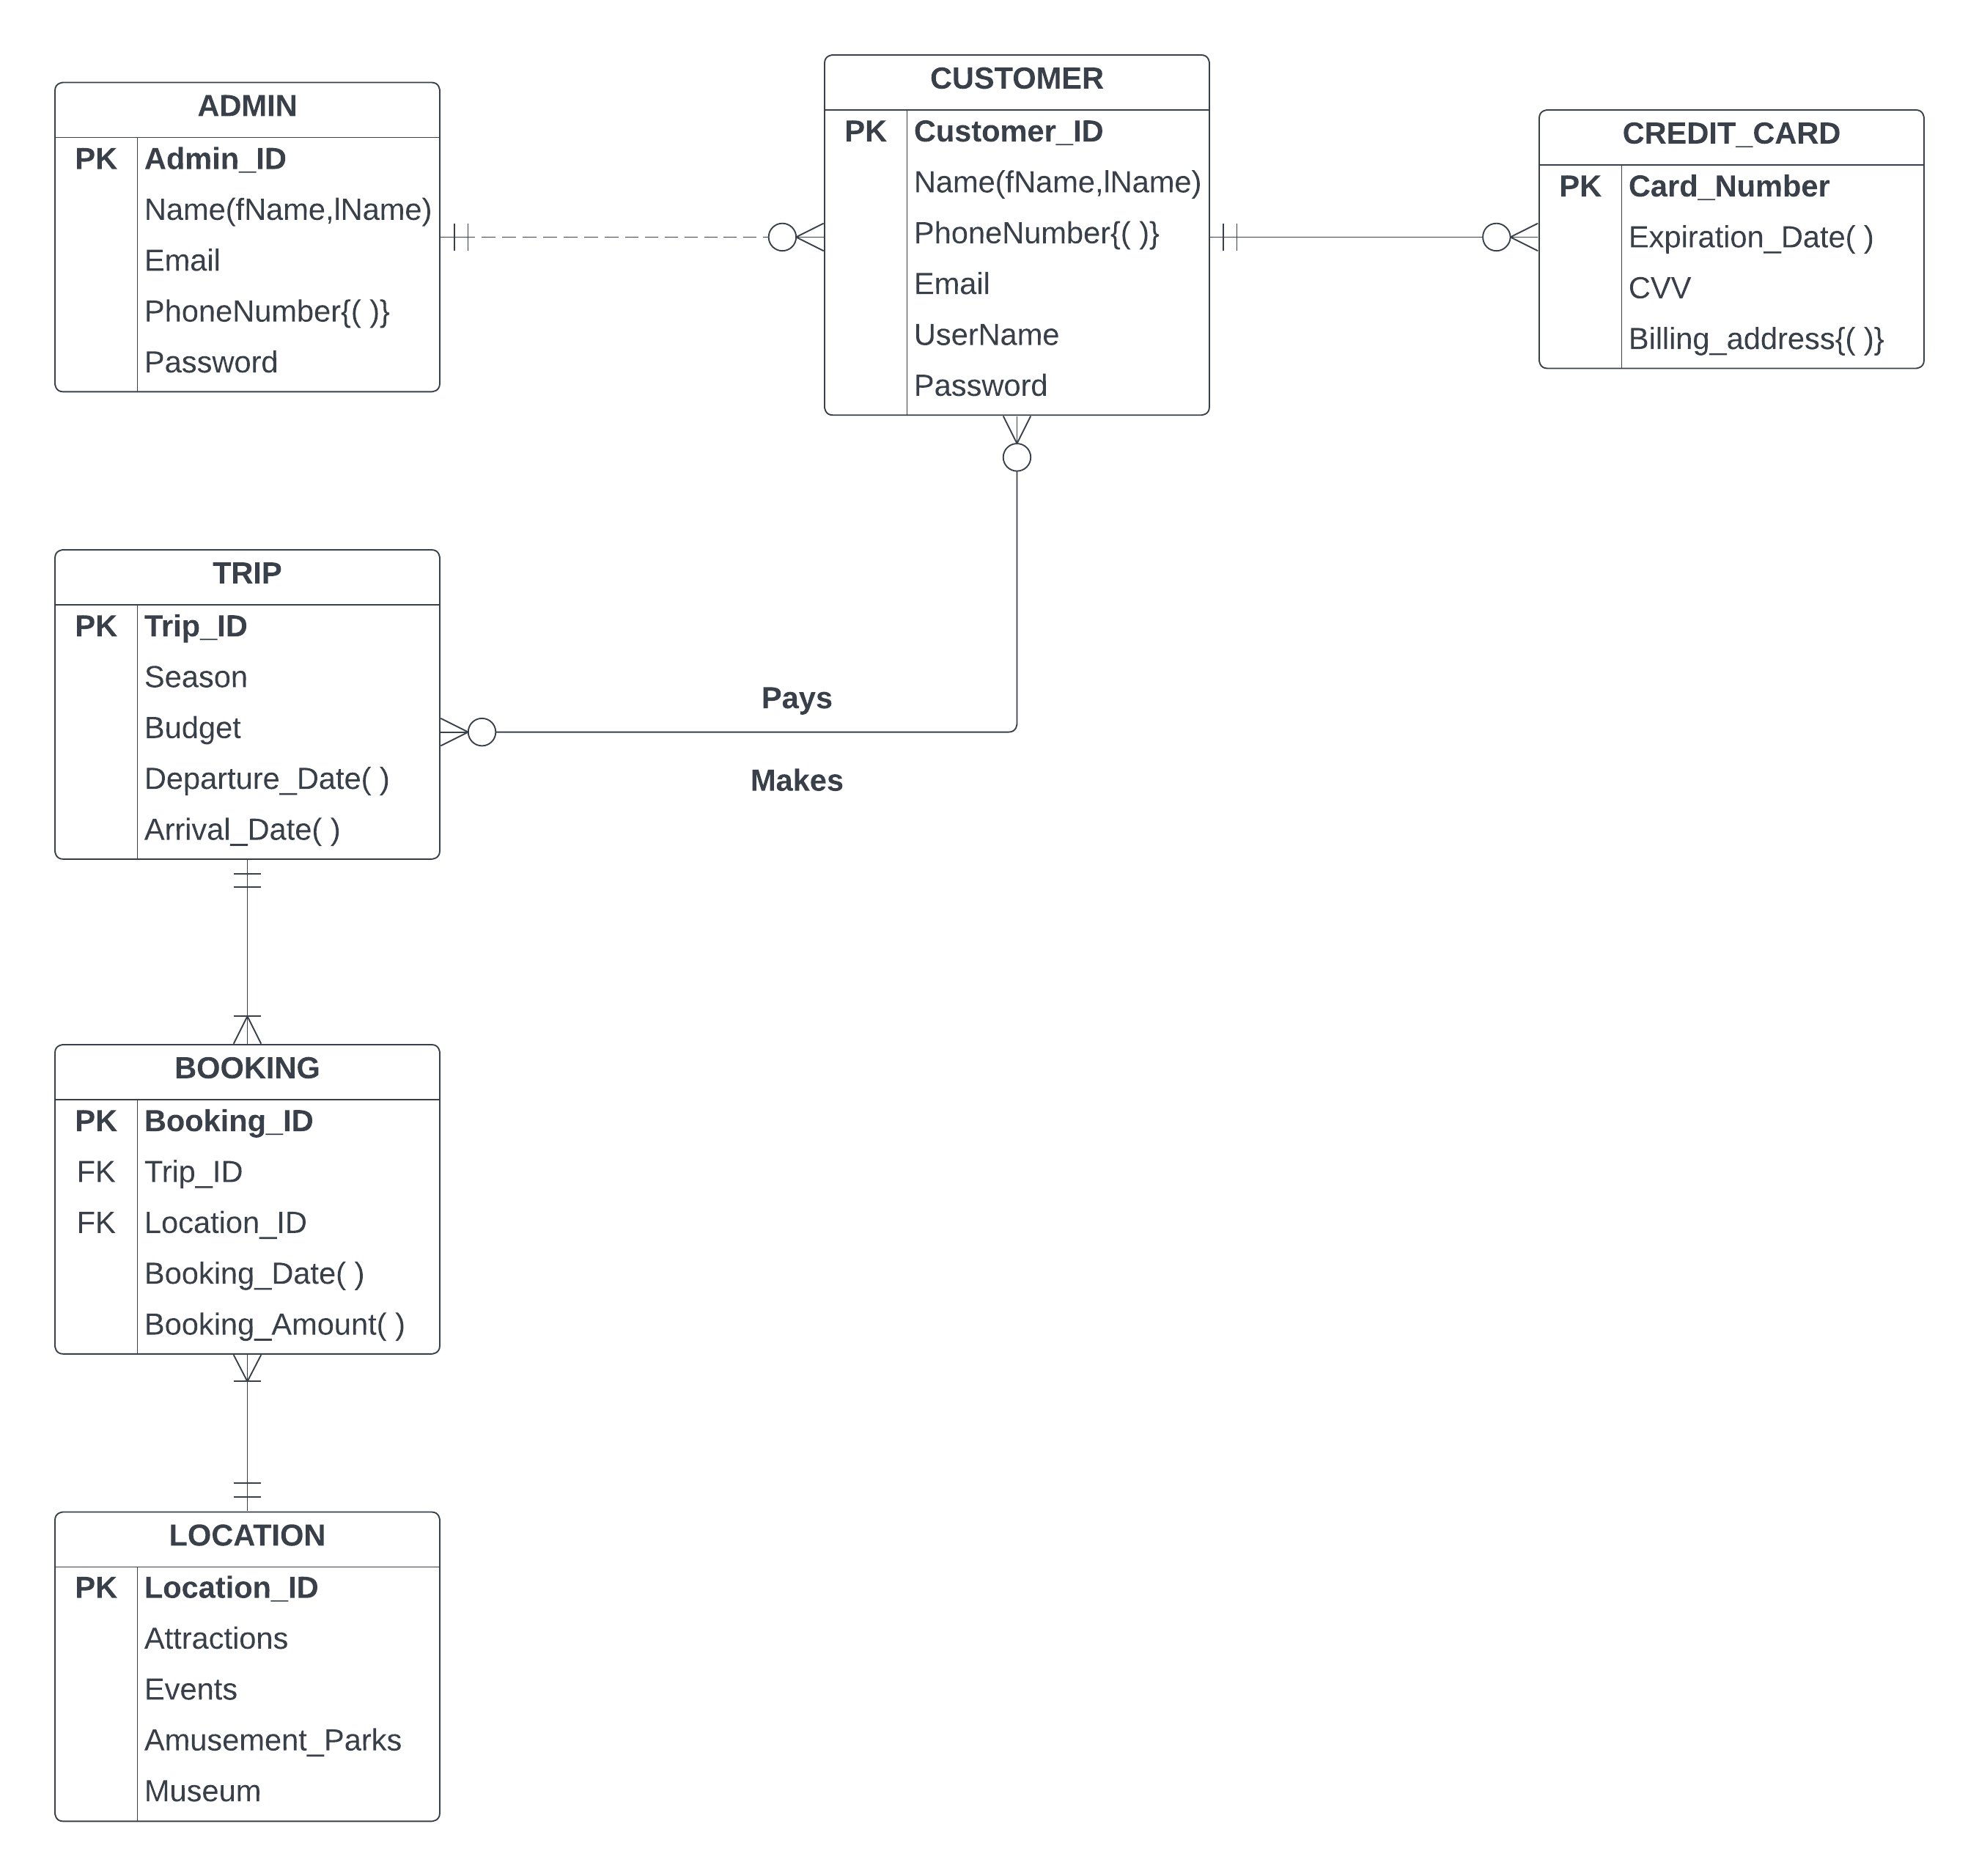 ADMIN
PK Admin_ID
Name(fName,lName)
Email
PhoneNumber{( )}
Password
CUSTOMER
PK Customer_ID
Name(fName,lName)
PhoneNumber{( )}
Email
UserName
Password
CREDIT_CARD
PK Card_Number
Expiration_Date( )
CVV
Billing_address{( )}
TRIP
PK Trip_ID
Season
Budget
Departure_Date( )
Arrival_Date( )
Pays
Makes
BOOKING
PK Booking_ID
FK Trip_ID
FK Location_ID
Booking_Date( )
Booking_Amount( )
LOCATION
PK Location_ID
Attractions
Events
Amusement_Parks
Museum